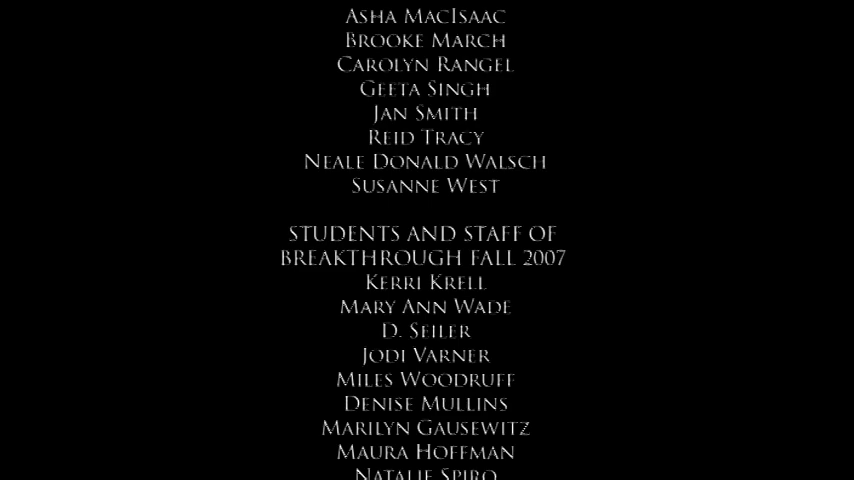 ASHA MACISAAC
BROOKE MARCH
CAROLYN RANGEL
GEETA SINGH
JAN SMITH
REID TRACY
NEALE DONALD WALSCH
SUSANNE WEST
STUDENTS AND STAFF OF
BREAKTHROUGH FALL 2007
KERRI KRELL
MARY ANN WADE
D. SEILER
JODI VARNER
MILES WOODRUFF
DENISE MULLINS
MARILYN GAUSEWITZ
MAURA HOFFMAN
NATALIE SPIRO